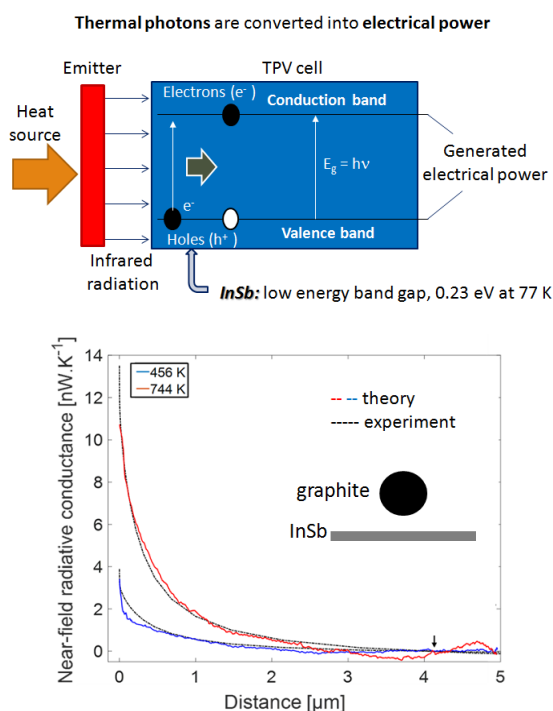 Thermal photons are converted into electrical power
Emitter
TPV cell
Heat
source
Electrons (e⁻ )
Conduction band
E_g = hν
Generated
electrical power
e⁻
Holes (h⁺)
Valence band
Infrared
radiation
InSb: low energy band gap, 0.23 eV at 77 K
Near-field radiative conductance [nW.K⁻¹]
14
12
10
8
6
4
2
0
456 K
744 K
theory
experiment
graphite
InSb
0
1
2
3
4
5
Distance [µm]